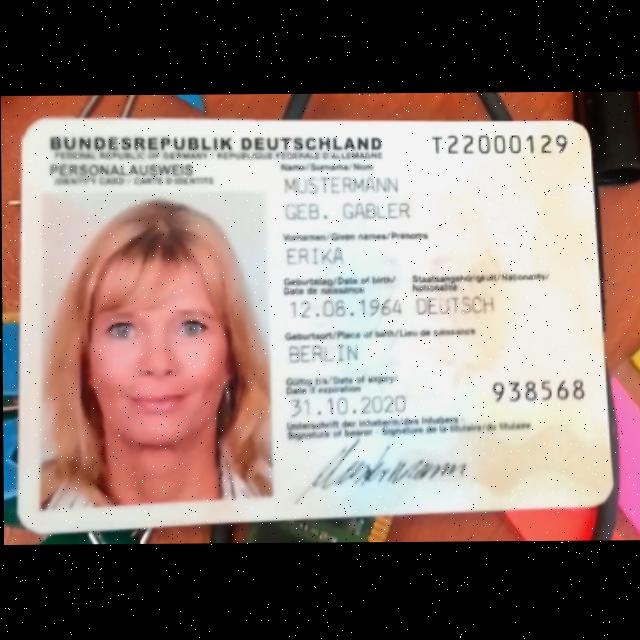 BUNDESREPUBLIK DEUTSCHLAND
FEDERAL REPUBLIC OF GERMANY / REPUBLIQUE FEDERALE D'ALLEMAGNE
PERSONALAUSWEIS
IDENTITY CARD / CARTE D'IDENTITE
T22000129
Name/Surname/Nom
MUSTERMANN
GEB. GABLER
Vornamen/Given names/Prénoms
ERIKA
Geburtstag/Date of birth/
Date de naissance
Staatsangehörigkeit/Nationality/
Nationalité
12.08.1964 DEUTSCH
Geburtsort/Place of birth/Lieu de naissance
BERLIN
Gültig bis/Date of expiry/
Date d'expiration
31.10.2020
938568
Unterschrift der Inhaberin/des Inhabers/
Signature of bearer / Signature de la titulaire/du titulaire
Mustermann